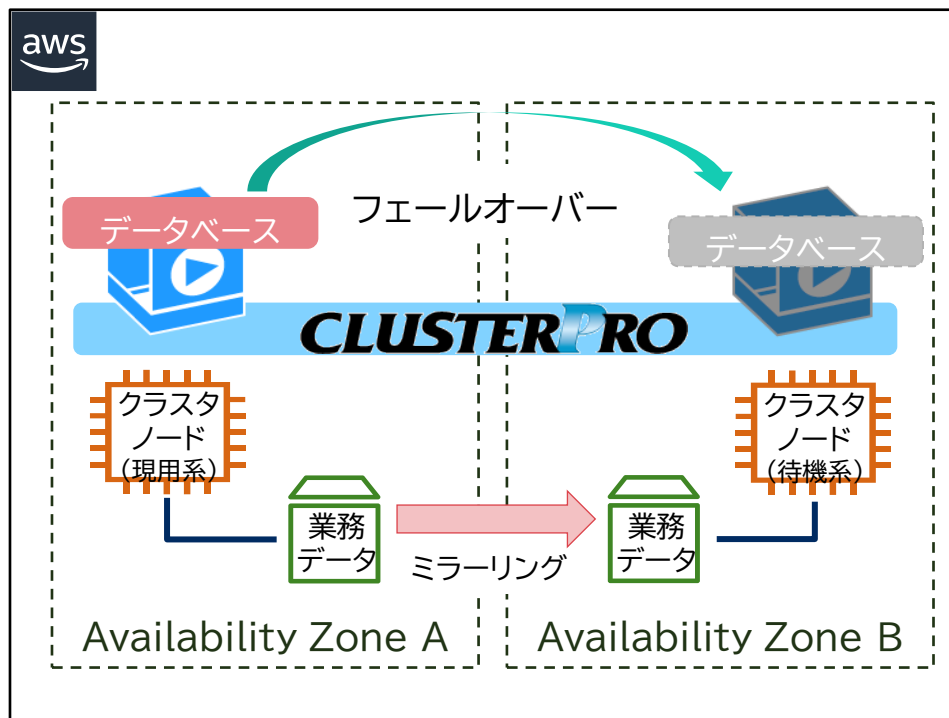 aws
フェールオーバー
データベース
データベース
CLUSTERPRO
クラスタ
ノード
(現用系)
クラスタ
ノード
(待機系)
業務
データ
ミラーリング
業務
データ
Availability Zone A
Availability Zone B